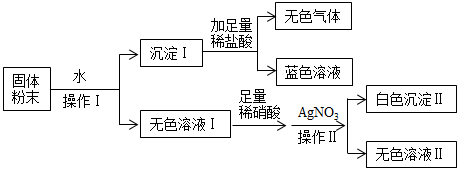 固体
粉末
水
操作Ⅰ
沉淀Ⅰ
加足量
稀盐酸
无色气体
蓝色溶液
无色溶液Ⅰ
足量
稀硝酸
AgNO₃
操作Ⅱ
白色沉淀Ⅱ
无色溶液Ⅱ